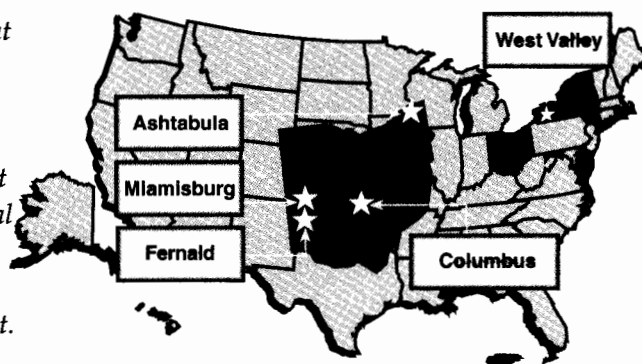 West Valley
Ashtabula
Miamisburg
Fernald
Columbus
t.